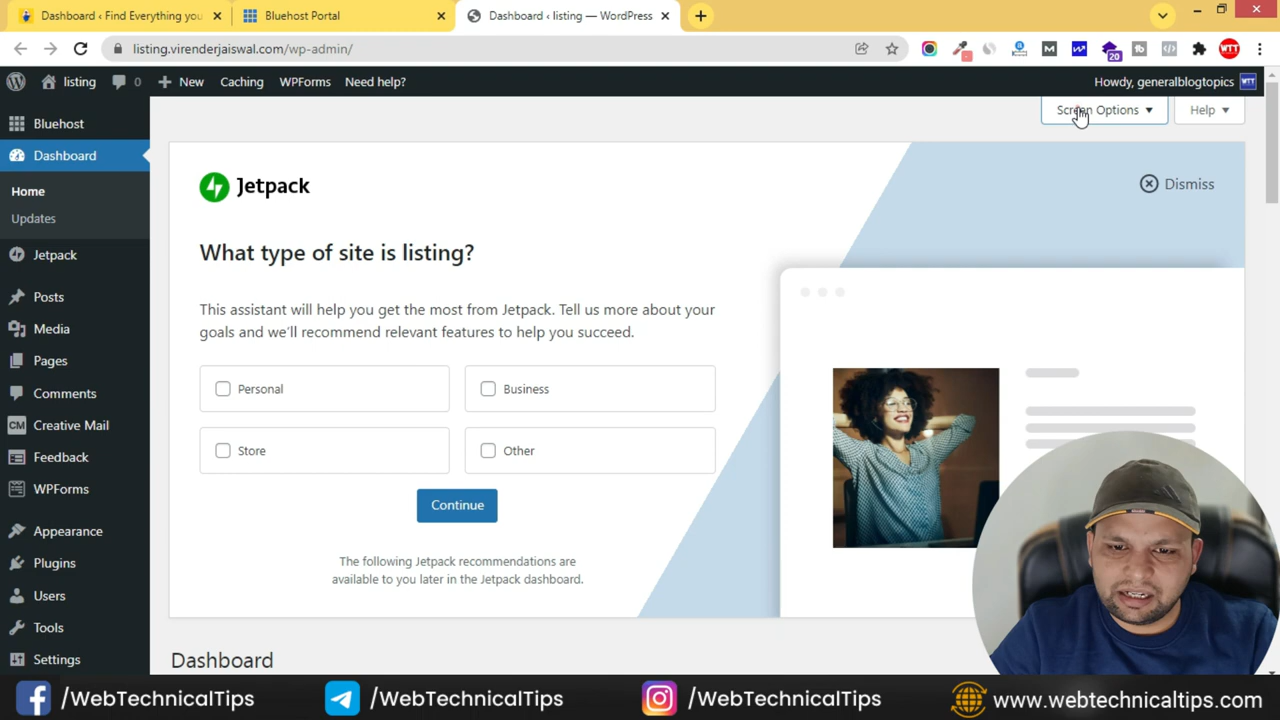 Dashboard ‹ Find Everything you
Bluehost Portal
Dashboard ‹ listing — WordPress
listing.virenderjaiswal.com/wp-admin/
20
WTT
listing
0
New
Caching
WPForms
Need help?
Howdy, generalblogtopics
WTT
Screen Options
Help
Bluehost
Dashboard
Home
Updates
Jetpack
Posts
Media
Pages
Comments
CM Creative Mail
Feedback
WPForms
Appearance
Plugins
Users
Tools
Settings
Jetpack
Dismiss
What type of site is listing?
This assistant will help you get the most from Jetpack. Tell us more about your
goals and we'll recommend relevant features to help you succeed.
Personal
Business
Store
Other
Continue
The following Jetpack recommendations are
available to you later in the Jetpack dashboard.
Dashboard
/WebTechnicalTips
/WebTechnicalTips
/WebTechnicalTips
www.webtechnicaltips.com